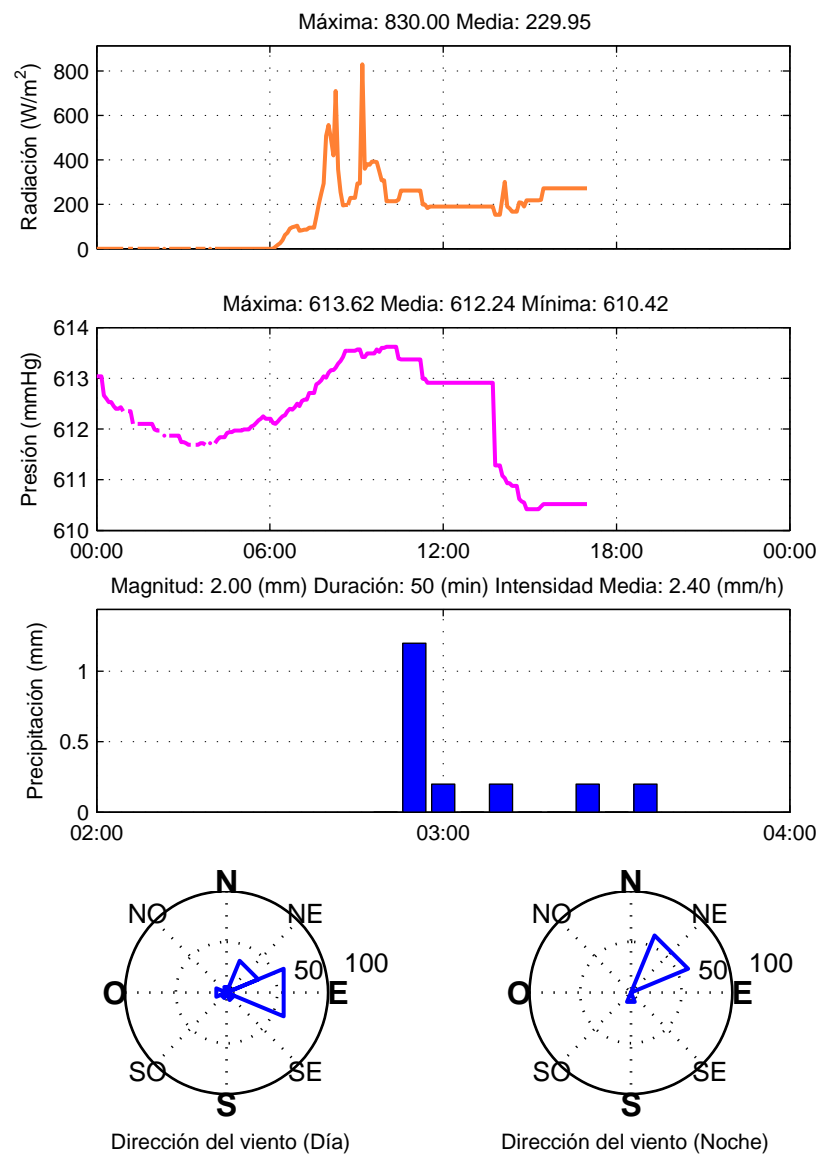 Máxima: 830.00 Media: 229.95
Radiación (W/m²)
800
600
400
200
0
Máxima: 613.62 Media: 612.24 Mínima: 610.42
Presión (mmHg)
614
613
612
611
610
00:00 06:00 12:00 18:00 00:00
Magnitud: 2.00 (mm) Duración: 50 (min) Intensidad Media: 2.40 (mm/h)
Precipitación (mm)
1
0.5
0
02:00 03:00 04:00
N
NO NE
50 100
O E
SO SE
S
Dirección del viento (Día)
N
NO NE
50 100
O E
SO SE
S
Dirección del viento (Noche)